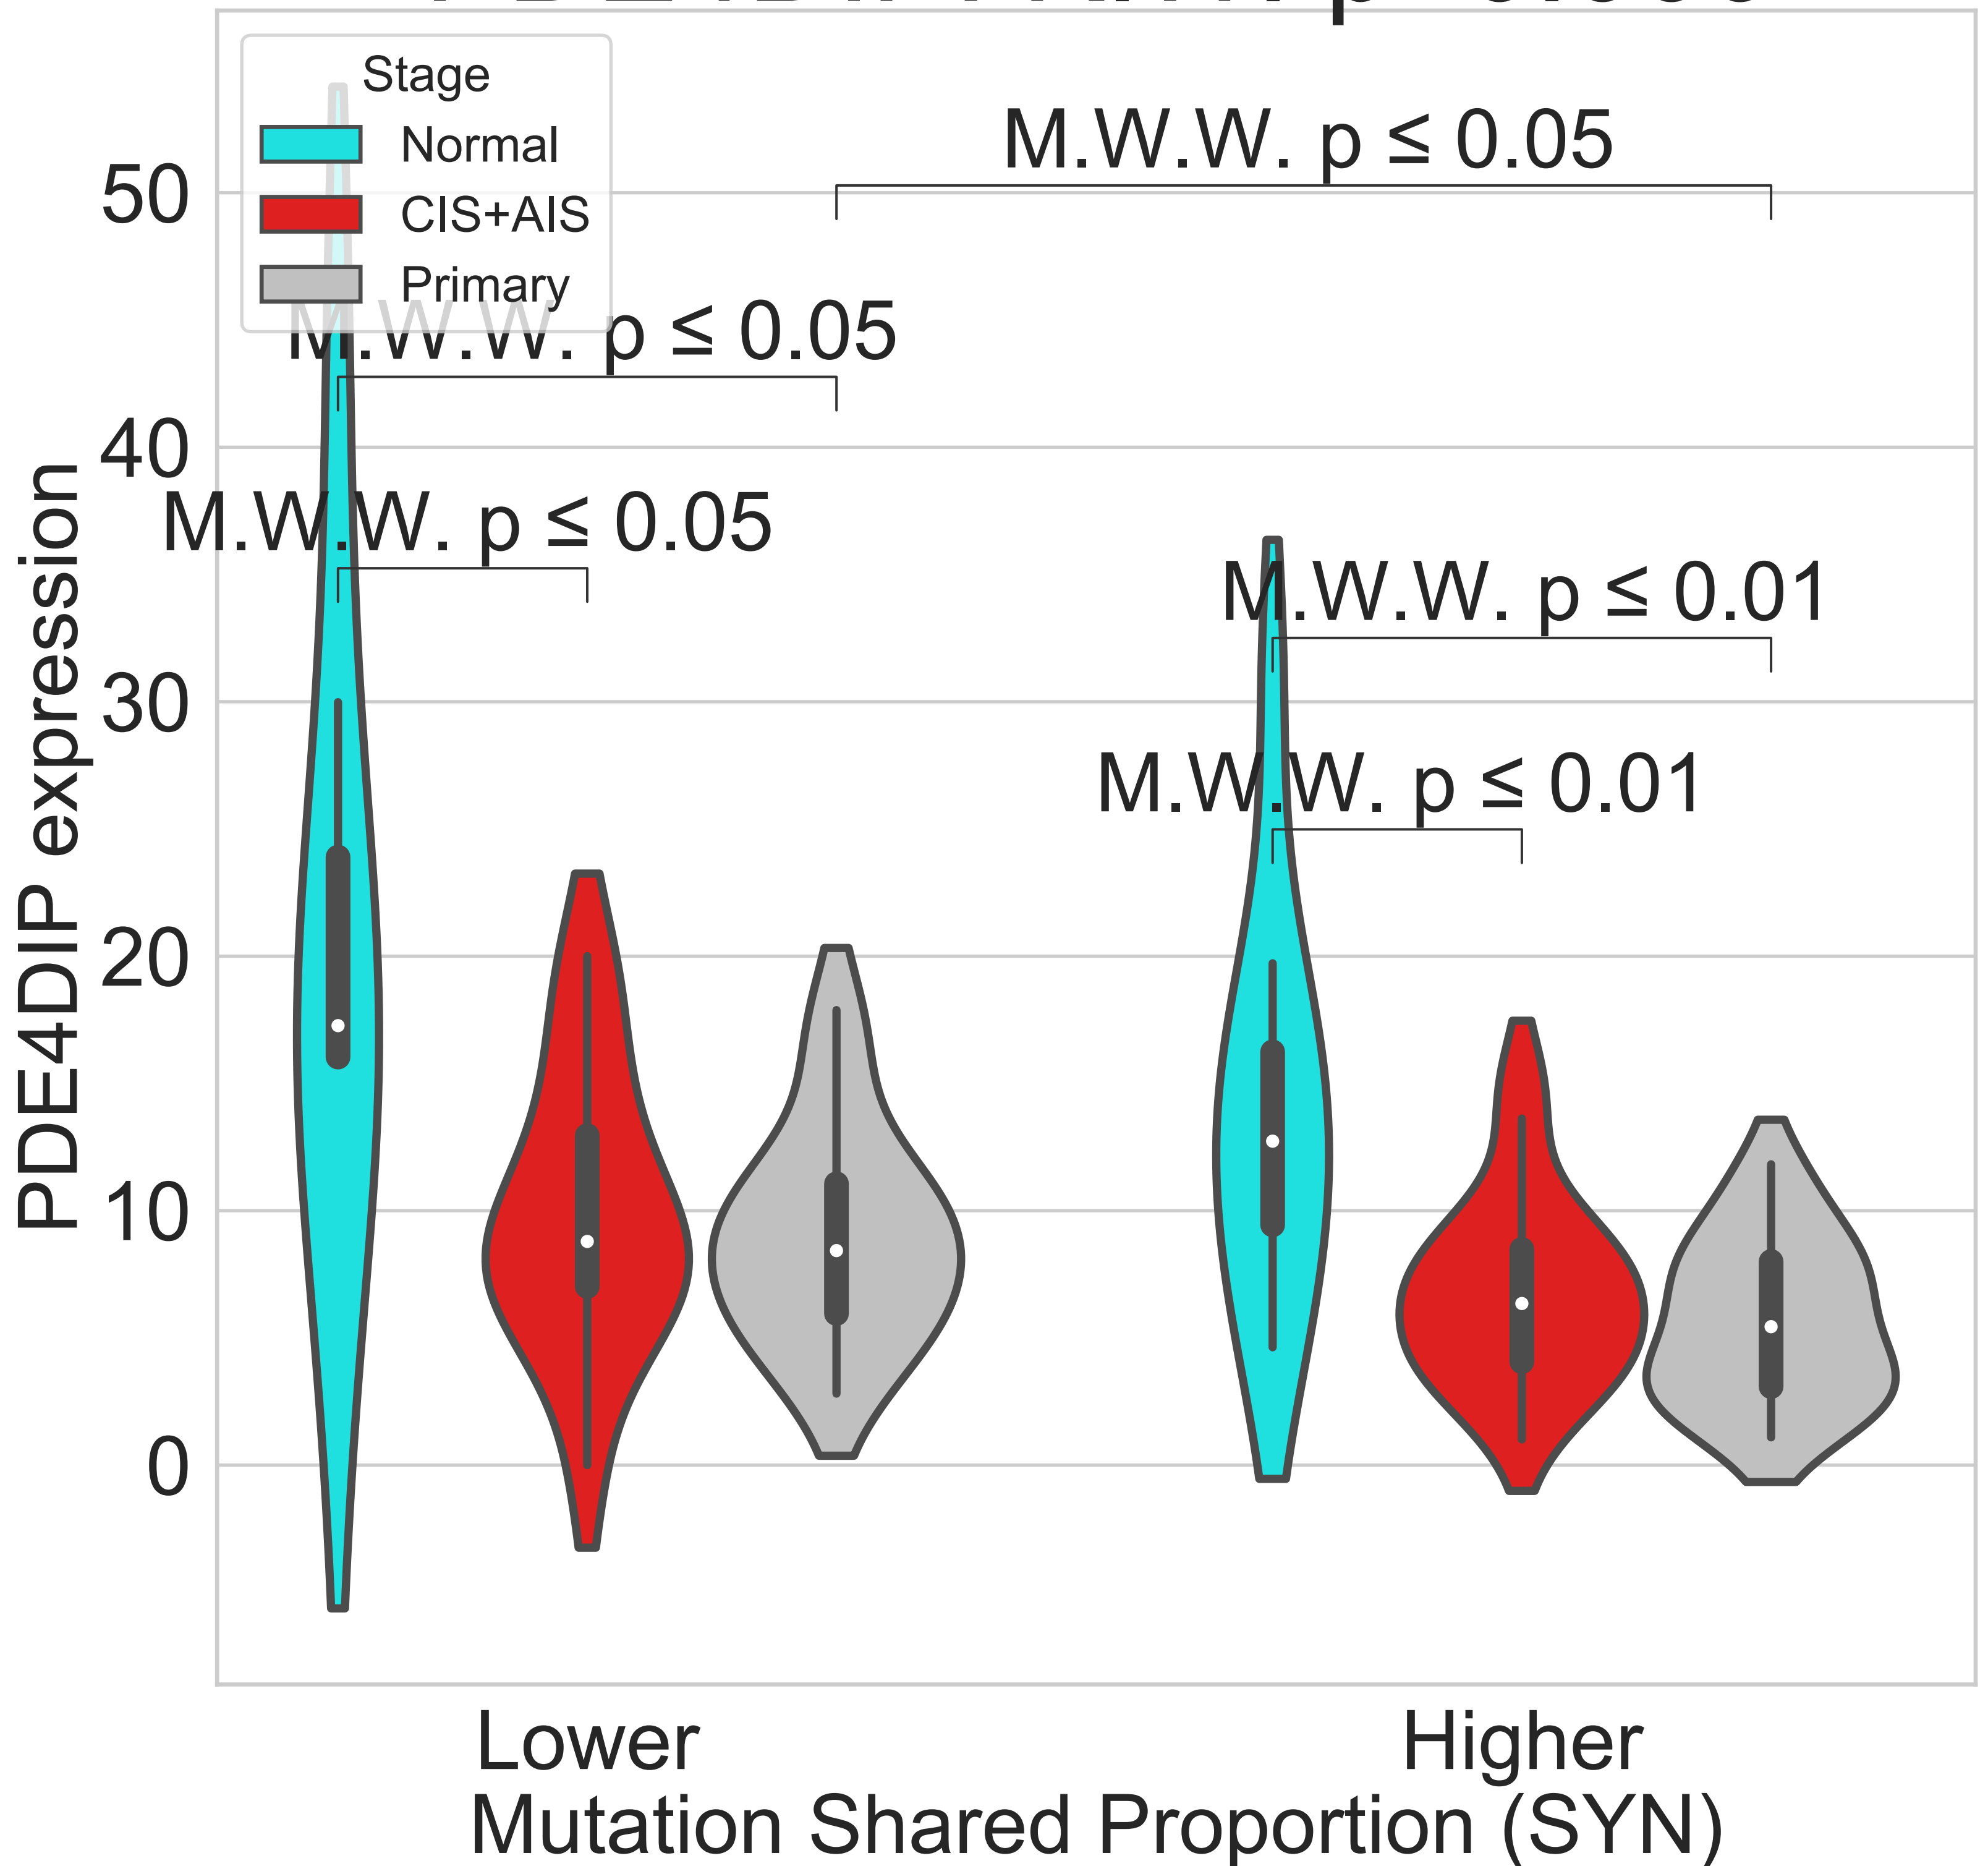 Stage
Normal
CIS+AIS
Primary
M.W.W. p ≤ 0.05
M.W.W. p ≤ 0.05
M.W.W. p ≤ 0.05
M.W.W. p ≤ 0.01
M.W.W. p ≤ 0.01
50
40
30
20
10
0
PDE4DIP expression
Lower
Higher
Mutation Shared Proportion (SYN)